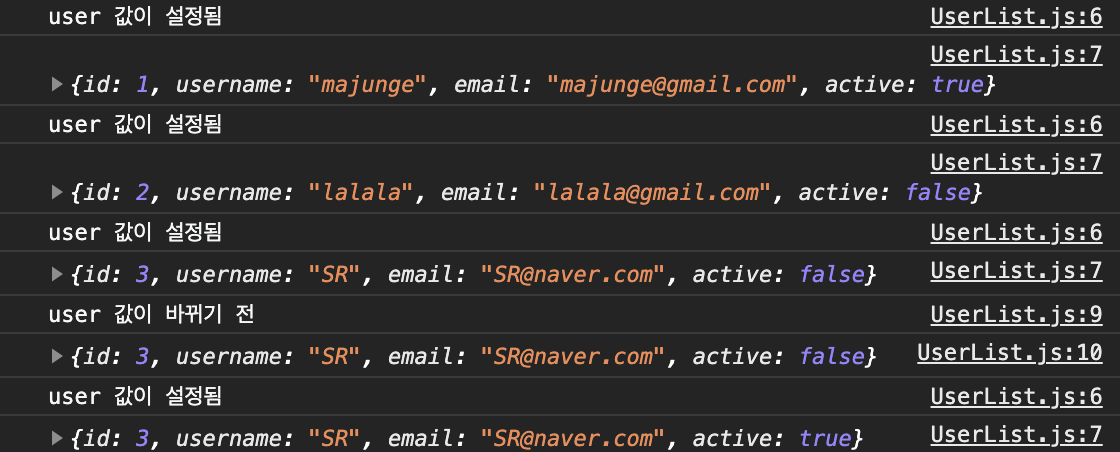 user 값이 설정됨 UserList.js:6
UserList.js:7
▶{id: 1, username: "majunge", email: "majunge@gmail.com", active: true}
user 값이 설정됨 UserList.js:6
UserList.js:7
▶{id: 2, username: "lalala", email: "lalala@gmail.com", active: false}
user 값이 설정됨 UserList.js:6
▶{id: 3, username: "SR", email: "SR@naver.com", active: false} UserList.js:7
user 값이 바뀌기 전 UserList.js:9
▶{id: 3, username: "SR", email: "SR@naver.com", active: false} UserList.js:10
user 값이 설정됨 UserList.js:6
▶{id: 3, username: "SR", email: "SR@naver.com", active: true} UserList.js:7